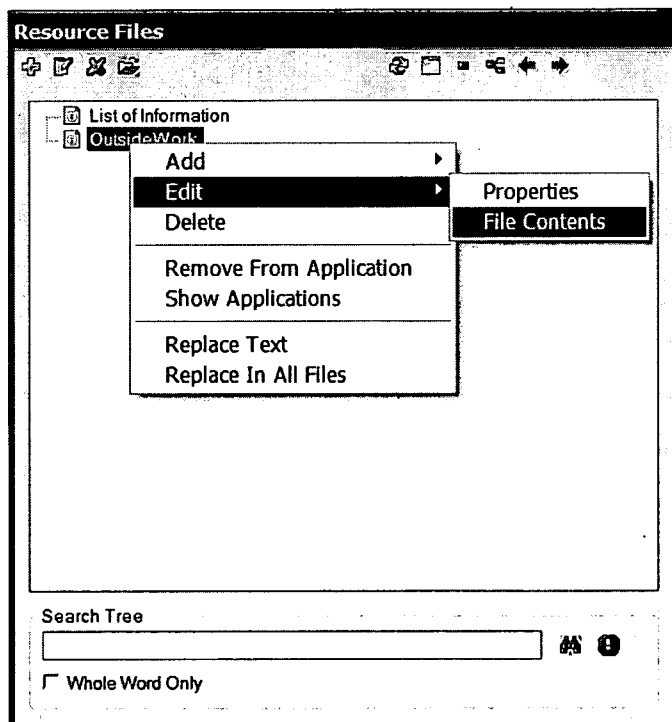 Resource Files
List of Information
OutsideWork
Add
Edit
Properties
Delete
File Contents
Remove From Application
Show Applications
Replace Text
Replace In All Files
Search Tree
Whole Word Only